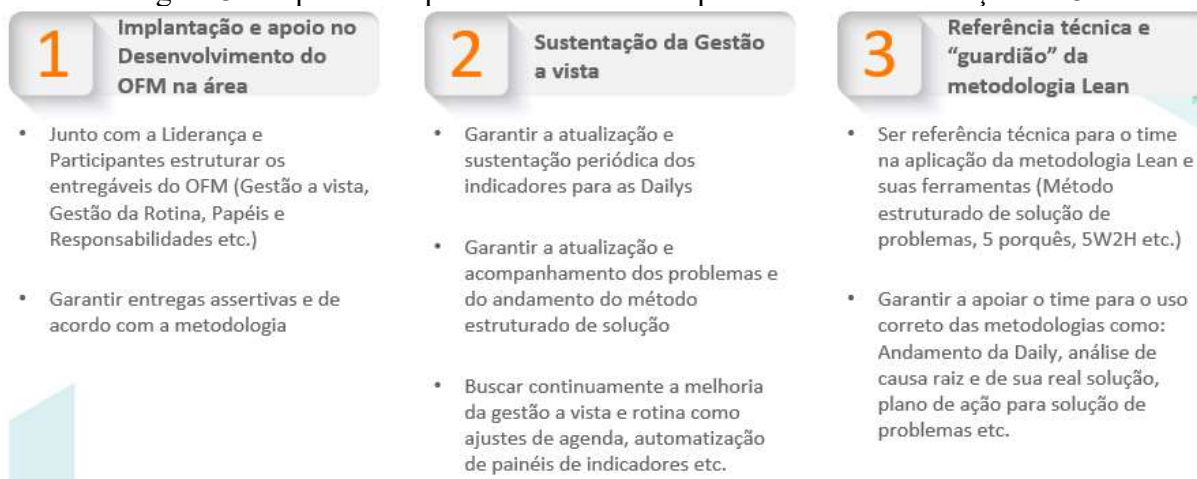 1
Implantação e apoio no
Desenvolvimento do
OFM na área
• Junto com a Liderança e
Participantes estruturar os
entregáveis do OFM (Gestão a vista,
Gestão da Rotina, Papéis e
Responsabilidades etc.)
• Garantir entregas assertivas e de
acordo com a metodologia
2
Sustentação da Gestão
a vista
• Garantir a atualização e
sustentação periódica dos
indicadores para as Dailys
• Garantir a atualização e
acompanhamento dos problemas e
do andamento do método
estruturado de solução
• Buscar continuamente a melhoria
da gestão a vista e rotina como
ajustes de agenda, automatização
de painéis de indicadores etc.
3
Referência técnica e
“guardião” da
metodologia Lean
• Ser referência técnica para o time
na aplicação da metodologia Lean e
suas ferramentas (Método
estruturado de solução de
problemas, 5 porquês, 5W2H etc.)
• Garantir a apoiar o time para o uso
correto das metodologias como:
Andamento da Daily, análise de
causa raiz e de sua real solução,
plano de ação para solução de
problemas etc.